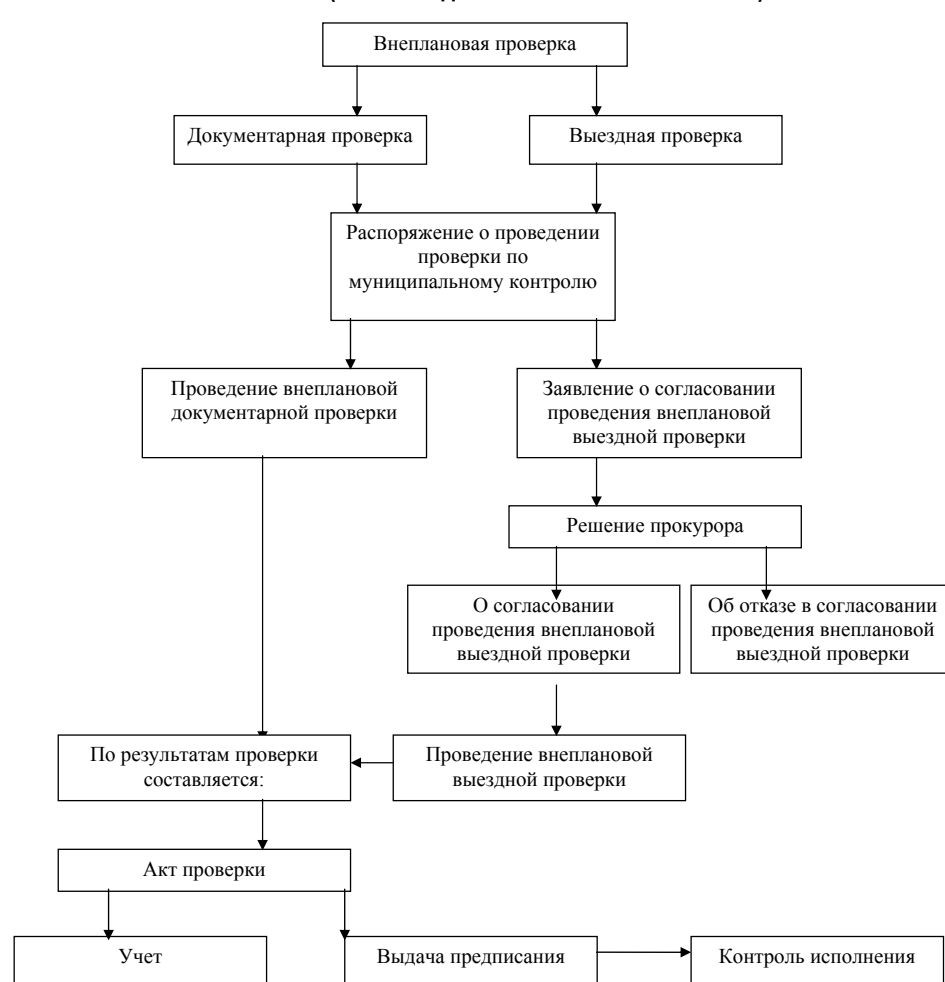 Внеплановая проверка
Документарная проверка
Выездная проверка
Распоряжение о проведении
проверки по
муниципальному контролю
Проведение внеплановой
документарной проверки
Заявление о согласовании
проведения внеплановой
выездной проверки
Решение прокурора
О согласовании
проведения внеплановой
выездной проверки
Об отказе в согласовании
проведения внеплановой
выездной проверки
По результатам проверки
составляется:
Проведение внеплановой
выездной проверки
Акт проверки
Учет
Выдача предписания
Контроль исполнения